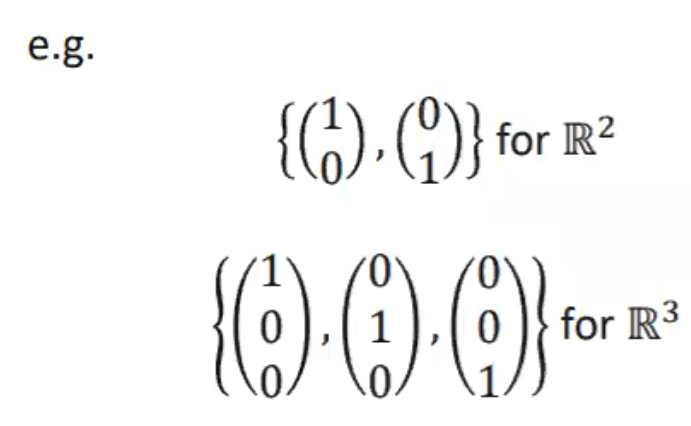 e.g.
{(1 0), (0 1)} for ℝ²
{(1 0 0), (0 1 0), (0 0 1)} for ℝ³